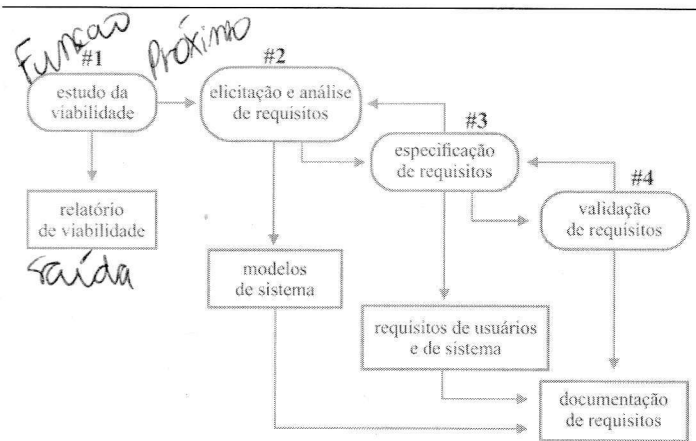 Função
Próximo
#1
estudo da
viabilidade
#2
elicitação e análise
de requisitos
#3
especificação
de requisitos
#4
validação
de requisitos
relatório
de viabilidade
Saída
modelos
de sistema
requisitos de usuários
e de sistema
documentação
de requisitos